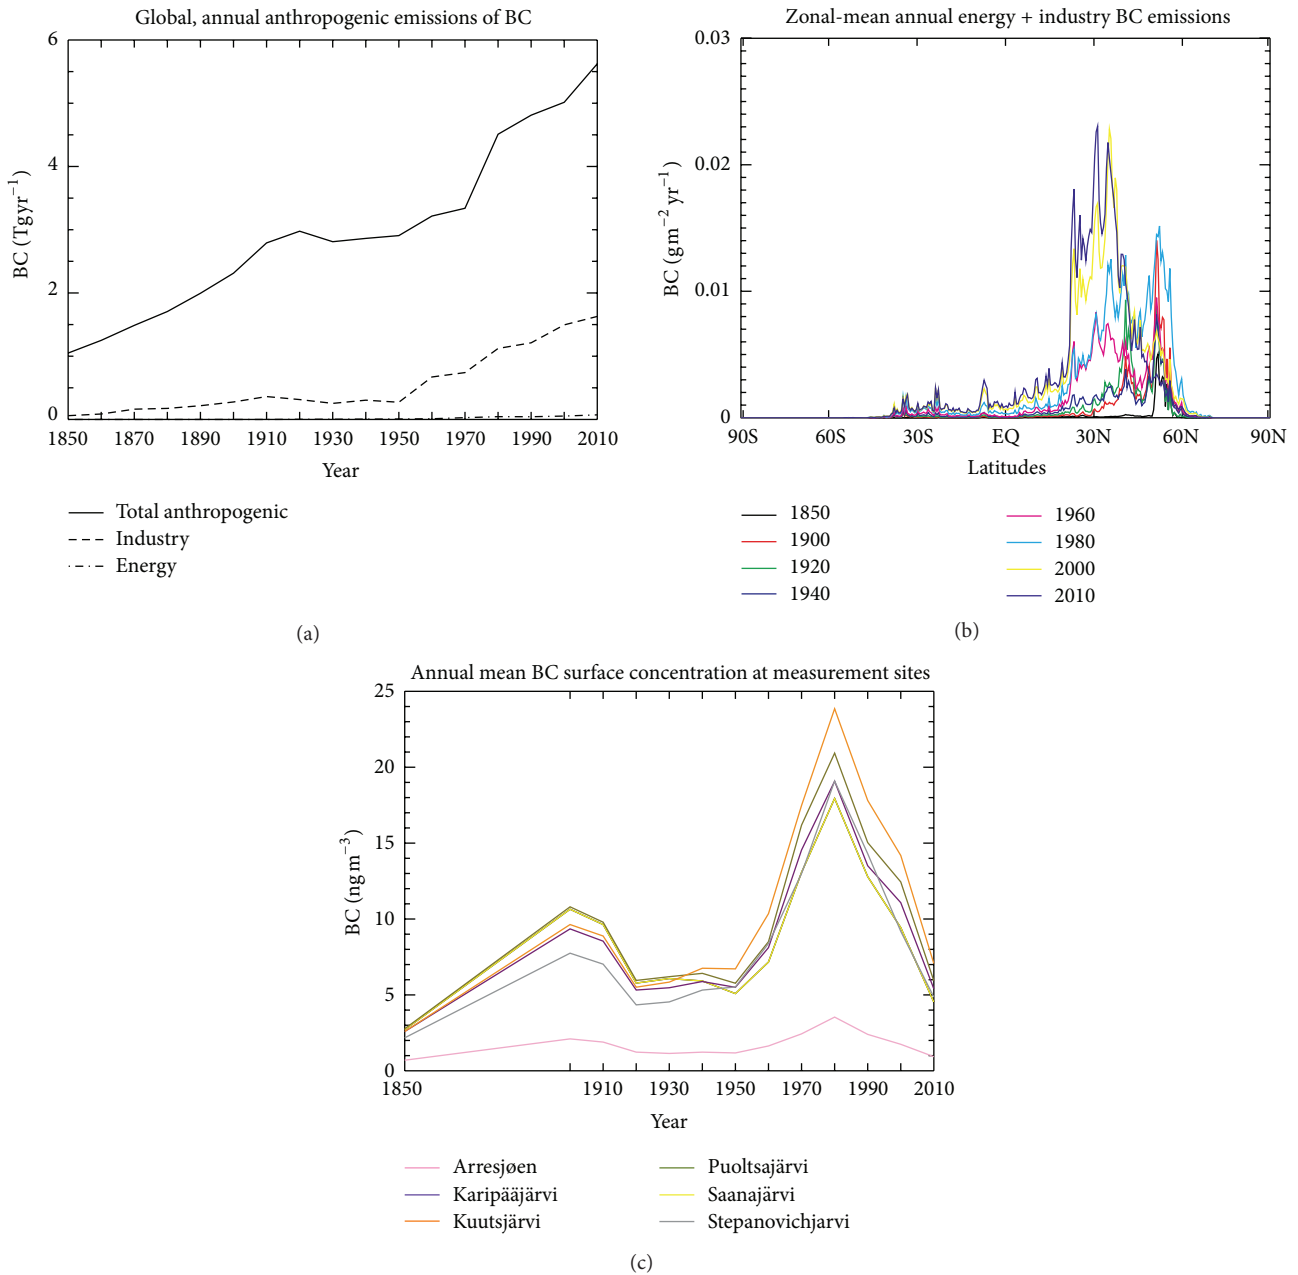 Global, annual anthropogenic emissions of BC
BC (Tg yr−1)
6
4
2
0
1850 1870 1890 1910 1930 1950 1970 1990 2010
Year
Total anthropogenic
Industry
Energy
(a)
Zonal-mean annual energy + industry BC emissions
BC (g m−2 yr−1)
0.03
0.02
0.01
0
90S 60S 30S EQ 30N 60N 90N
Latitudes
1850
1900
1920
1940
1960
1980
2000
2010
(b)
Annual mean BC surface concentration at measurement sites
BC (ng m−3)
25
20
15
10
5
0
1850 1910 1930 1950 1970 1990 2010
Year
Arresjøen
Karipääjärvi
Kuutsjärvi
Puoltsajärvi
Saanajärvi
Stepanovichjarvi
(c)